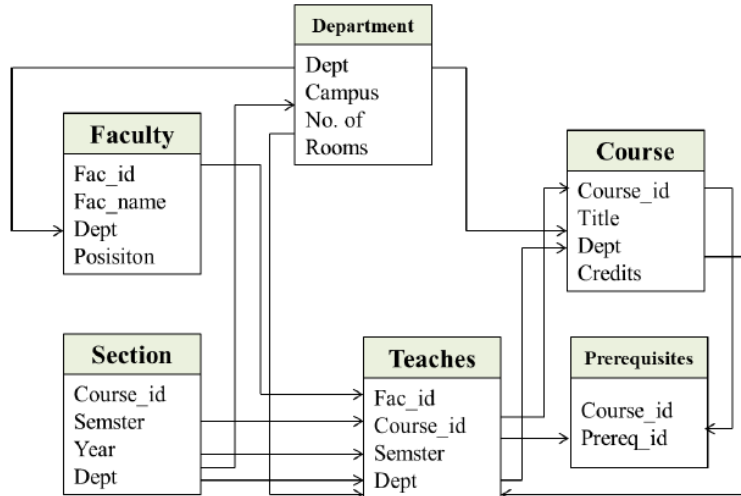 Department
Dept
Campus
No. of
Rooms
Faculty
Fac_id
Fac_name
Dept
Posisiton
Course
Course_id
Title
Dept
Credits
Section
Course_id
Semster
Year
Dept
Teaches
Fac_id
Course_id
Semster
Dept
Prerequisites
Course_id
Prereq_id